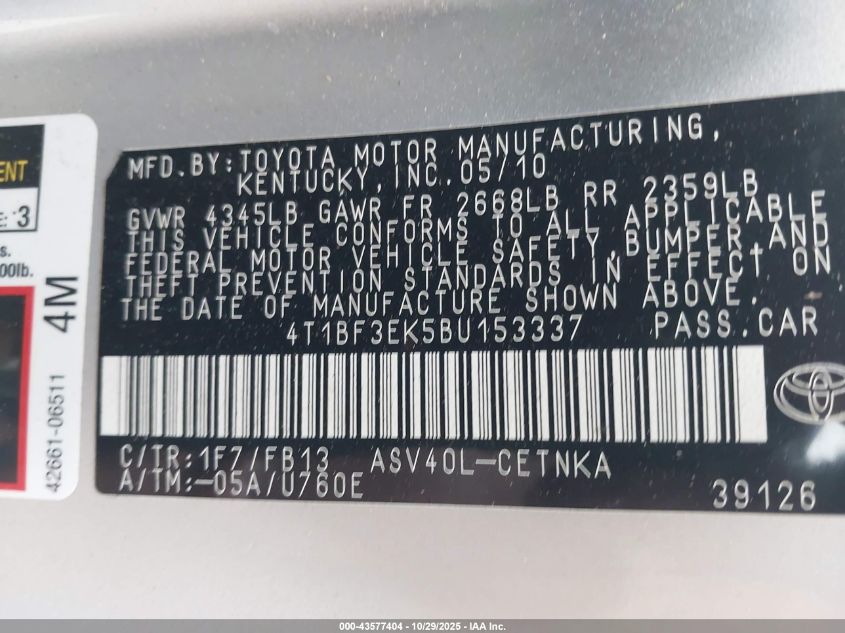 ENT
E: 3
s.
00lb.
4M
42661-06511
MFD. BY: TOYOTA MOTOR MANUFACTURING,
KENTUCKY, INC. 05/10
GVWR 4345LB GAWR FR 2668LB RR 2359LB
THIS VEHICLE CONFORMS TO ALL APPLICABLE
FEDERAL MOTOR VEHICLE SAFETY, BUMPER, AND
THEFT PREVENTION STANDARDS IN EFFECT ON
THE DATE OF MANUFACTURE SHOWN ABOVE.
4T1BF3EK5BU153337 PASS. CAR
C/TR: 1F7/FB13 ASV40L-CETNKA
A/TM: -05A/U760E 39126
000-43577404 - 10/29/2025 - IAA Inc.